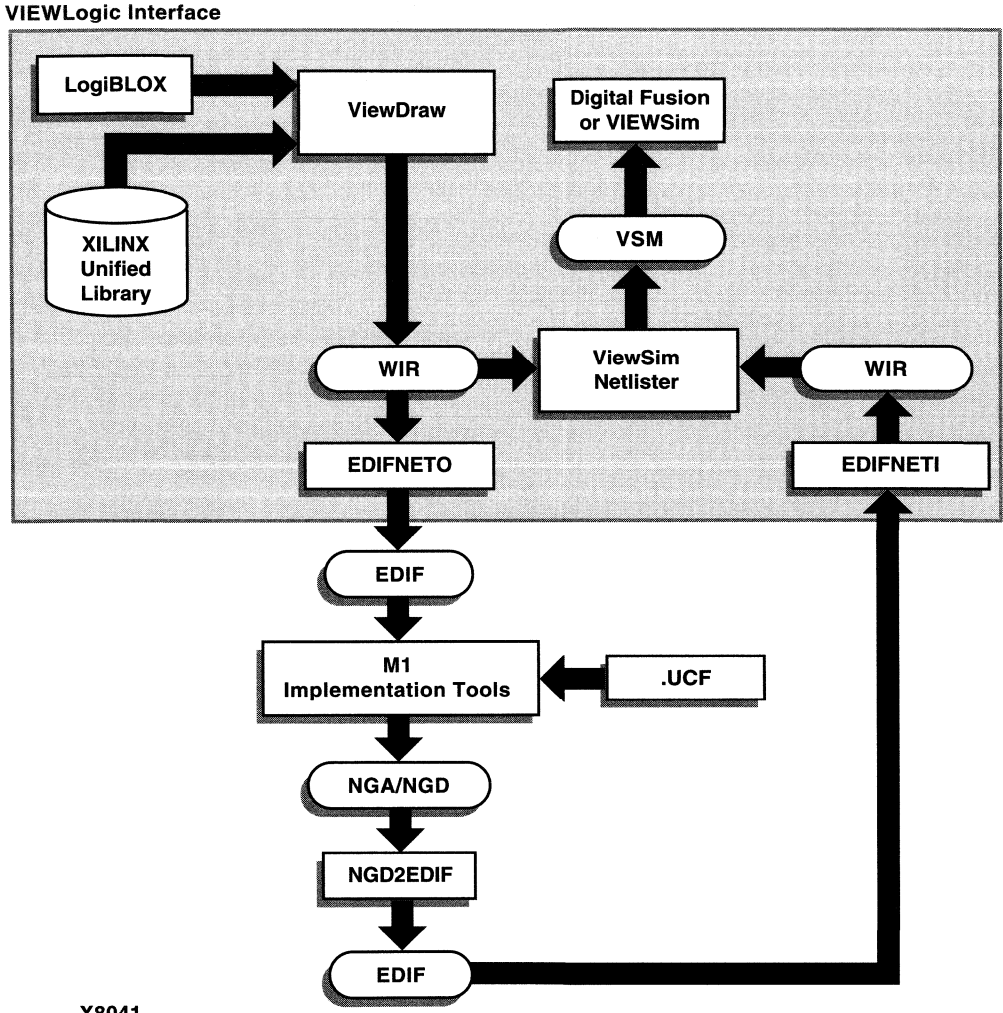 VIEWLogic Interface
LogiBLOX
ViewDraw
Digital Fusion
or VIEWSim
XILINX
Unified
Library
VSM
WIR
ViewSim
Netlister
WIR
EDIFNETO
EDIFNETI
EDIF
M1
Implementation Tools
.UCF
NGA/NGD
NGD2EDIF
EDIF
X8041